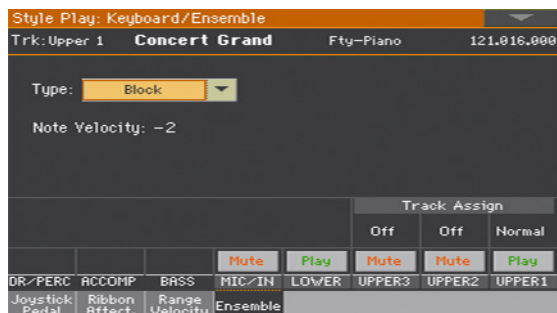 Style Play: Keyboard/Ensemble
Trk:Upper 1 Concert Grand Fty-Piano 121.016.000
Type: Block
Note Velocity: -2
Track Assign
Off Off Normal
Mute Play Mute Mute Play
DR/PERC ACCOMP BASS MIC/IN LOWER UPPER3 UPPER2 UPPER1
Joystick Ribbon Range Ensemble
Pedal Affect. Velocity